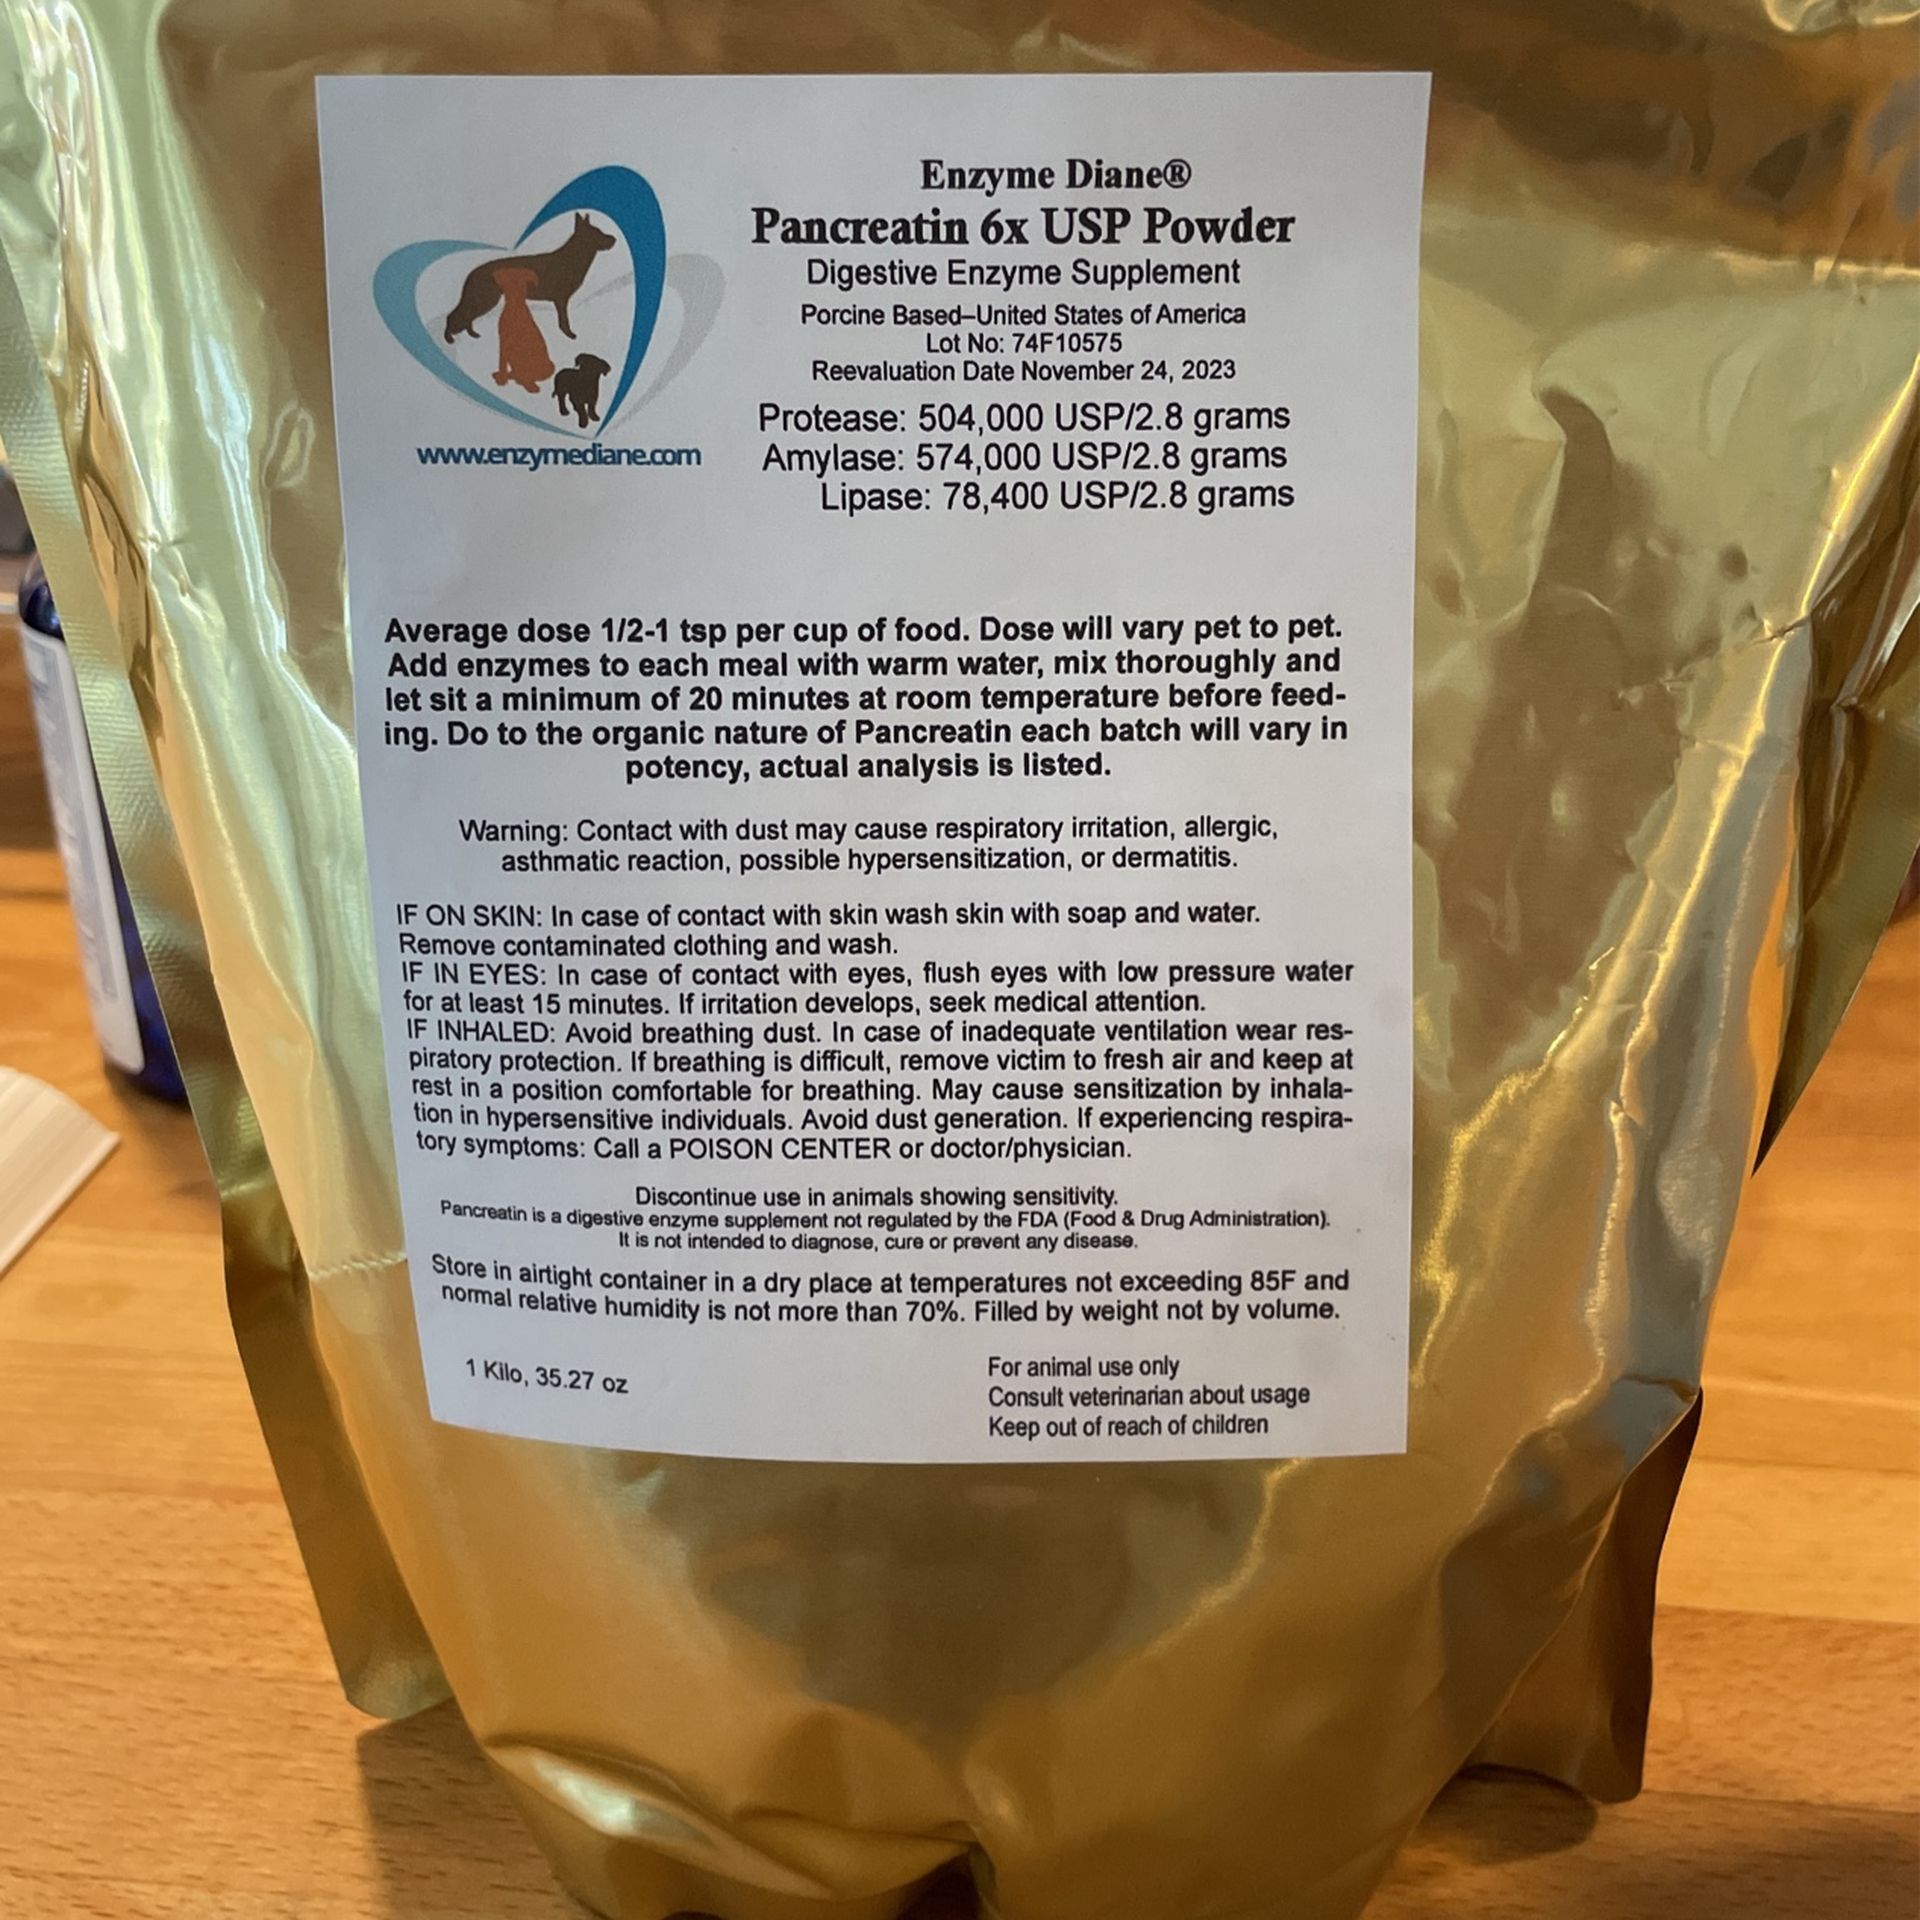 Enzyme Diane®
Pancreatin 6x USP Powder
Digestive Enzyme Supplement
Porcine Based–United States of America
Lot No: 74F10575
Reevaluation Date November 24, 2023
Protease: 504,000 USP/2.8 grams
Amylase: 574,000 USP/2.8 grams
Lipase: 78,400 USP/2.8 grams
www.enzymediane.com
Average dose 1/2-1 tsp per cup of food. Dose will vary pet to pet.
Add enzymes to each meal with warm water, mix thoroughly and
let sit a minimum of 20 minutes at room temperature before feed-
ing. Do to the organic nature of Pancreatin each batch will vary in
potency, actual analysis is listed.
Warning: Contact with dust may cause respiratory irritation, allergic,
asthmatic reaction, possible hypersensitization, or dermatitis.
IF ON SKIN: In case of contact with skin wash skin with soap and water.
Remove contaminated clothing and wash.
IF IN EYES: In case of contact with eyes, flush eyes with low pressure water
for at least 15 minutes. If irritation develops, seek medical attention.
IF INHALED: Avoid breathing dust. In case of inadequate ventilation wear res-
piratory protection. If breathing is difficult, remove victim to fresh air and keep at
rest in a position comfortable for breathing. May cause sensitization by inhala-
tion in hypersensitive individuals. Avoid dust generation. If experiencing respira-
tory symptoms: Call a POISON CENTER or doctor/physician.
Discontinue use in animals showing sensitivity.
Pancreatin is a digestive enzyme supplement not regulated by the FDA (Food & Drug Administration).
It is not intended to diagnose, cure or prevent any disease.
Store in airtight container in a dry place at temperatures not exceeding 85F and
normal relative humidity is not more than 70%. Filled by weight not by volume.
1 Kilo, 35.27 oz
For animal use only
Consult veterinarian about usage
Keep out of reach of children